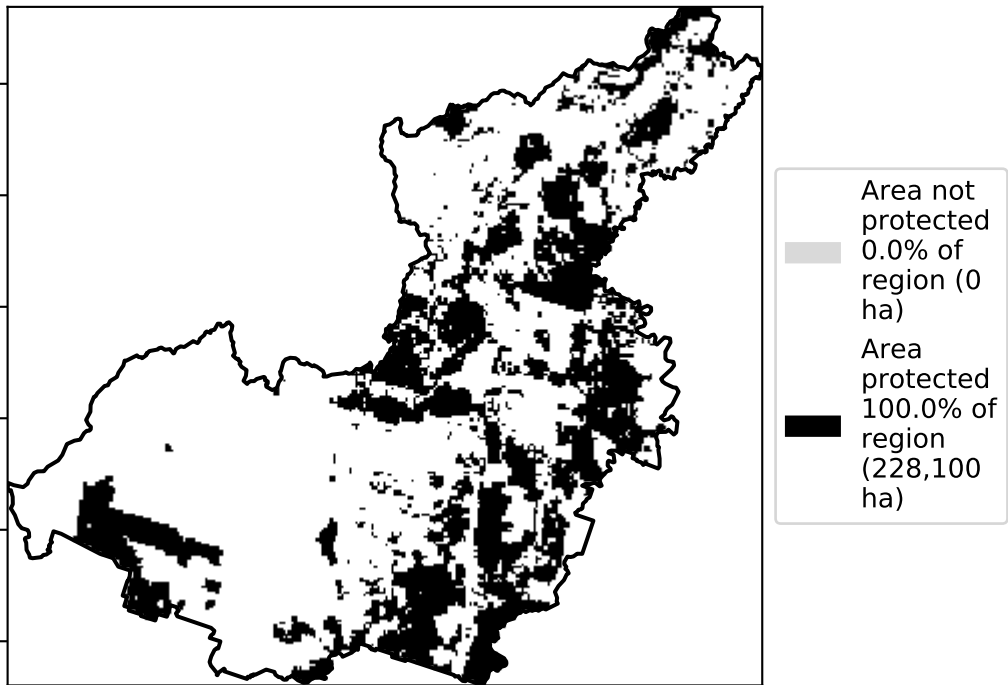 Area not
protected
0.0% of
region (0
ha)
Area
protected
100.0% of
region
(228,100
ha)